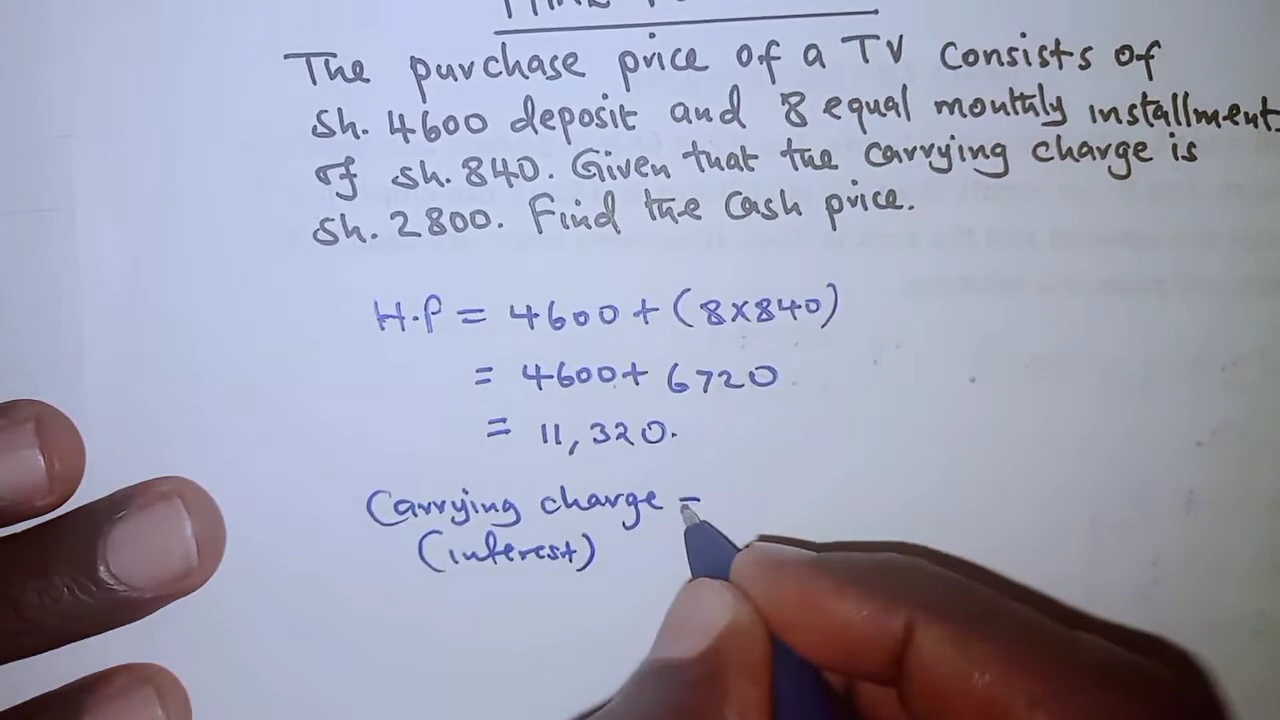 The purchase price of a TV consists of
Sh. 4600 deposit and 8 equal monthly installment
of sh. 840. Given that the carrying charge is
Sh. 2800. Find the cash price.
H.P = 4600 + (8x840)
= 4600 + 6720
= 11,320.
Carrying charge =
(interest)